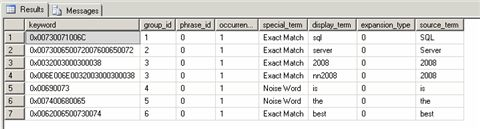 Results Messages
keyword group_id phrase_id occurren... special_term display_term expansion_type source_term
1 0x00730071006C 1 0 1 Exact Match sql 0 SQL
2 0x007300650072007600650072 2 0 1 Exact Match server 0 Server
3 0x0032003000300038 3 0 1 Exact Match 2008 0 2008
4 0x006E006E0032003000300038 3 0 1 Exact Match nn2008 0 2008
5 0x00690073 4 0 1 Noise Word is 0 is
6 0x007400680065 5 0 1 Noise Word the 0 the
7 0x0062006500730074 6 0 1 Exact Match best 0 best